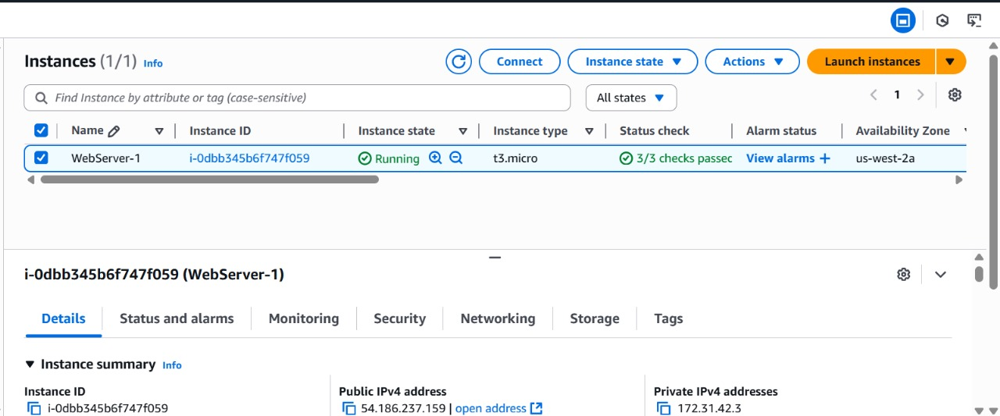 Instances (1/1) Info Connect Instance state Actions Launch instances
Find Instance by attribute or tag (case-sensitive) All states 1
Name Instance ID Instance state Instance type Status check Alarm status Availability Zone
WebServer-1 i-0dbb345b6f747f059 Running t3.micro 3/3 checks passec View alarms + us-west-2a
i-0dbb345b6f747f059 (WebServer-1)
Details Status and alarms Monitoring Security Networking Storage Tags
Instance summary Info
Instance ID Public IPv4 address Private IPv4 addresses
i-0dbb345b6f747f059 54.186.237.159 | open address 172.31.42.3